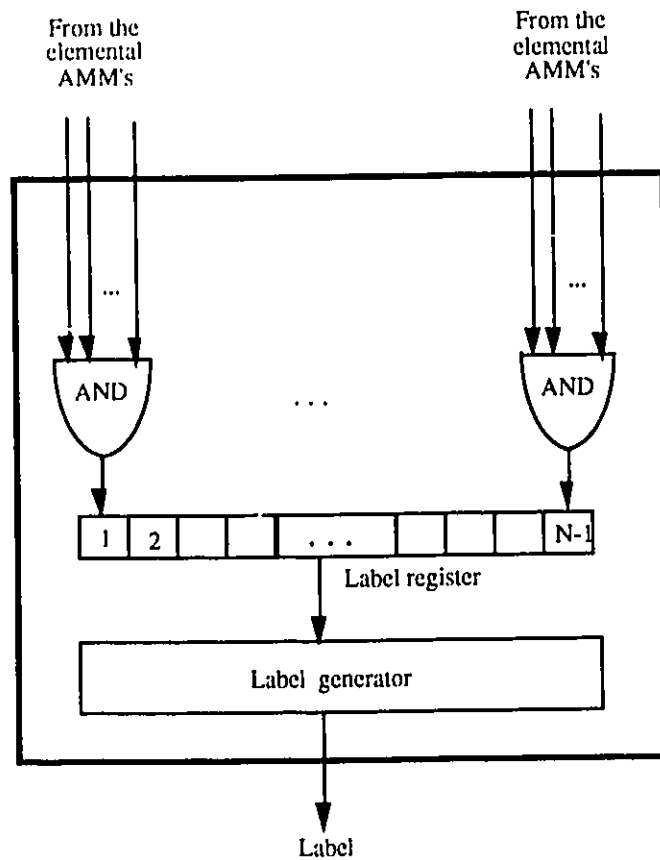 From the
elemental
AMM's
From the
elemental
AMM's
...
...
AND
AND
. . .
1 2 . . . N-1
Label register
Label generator
Label